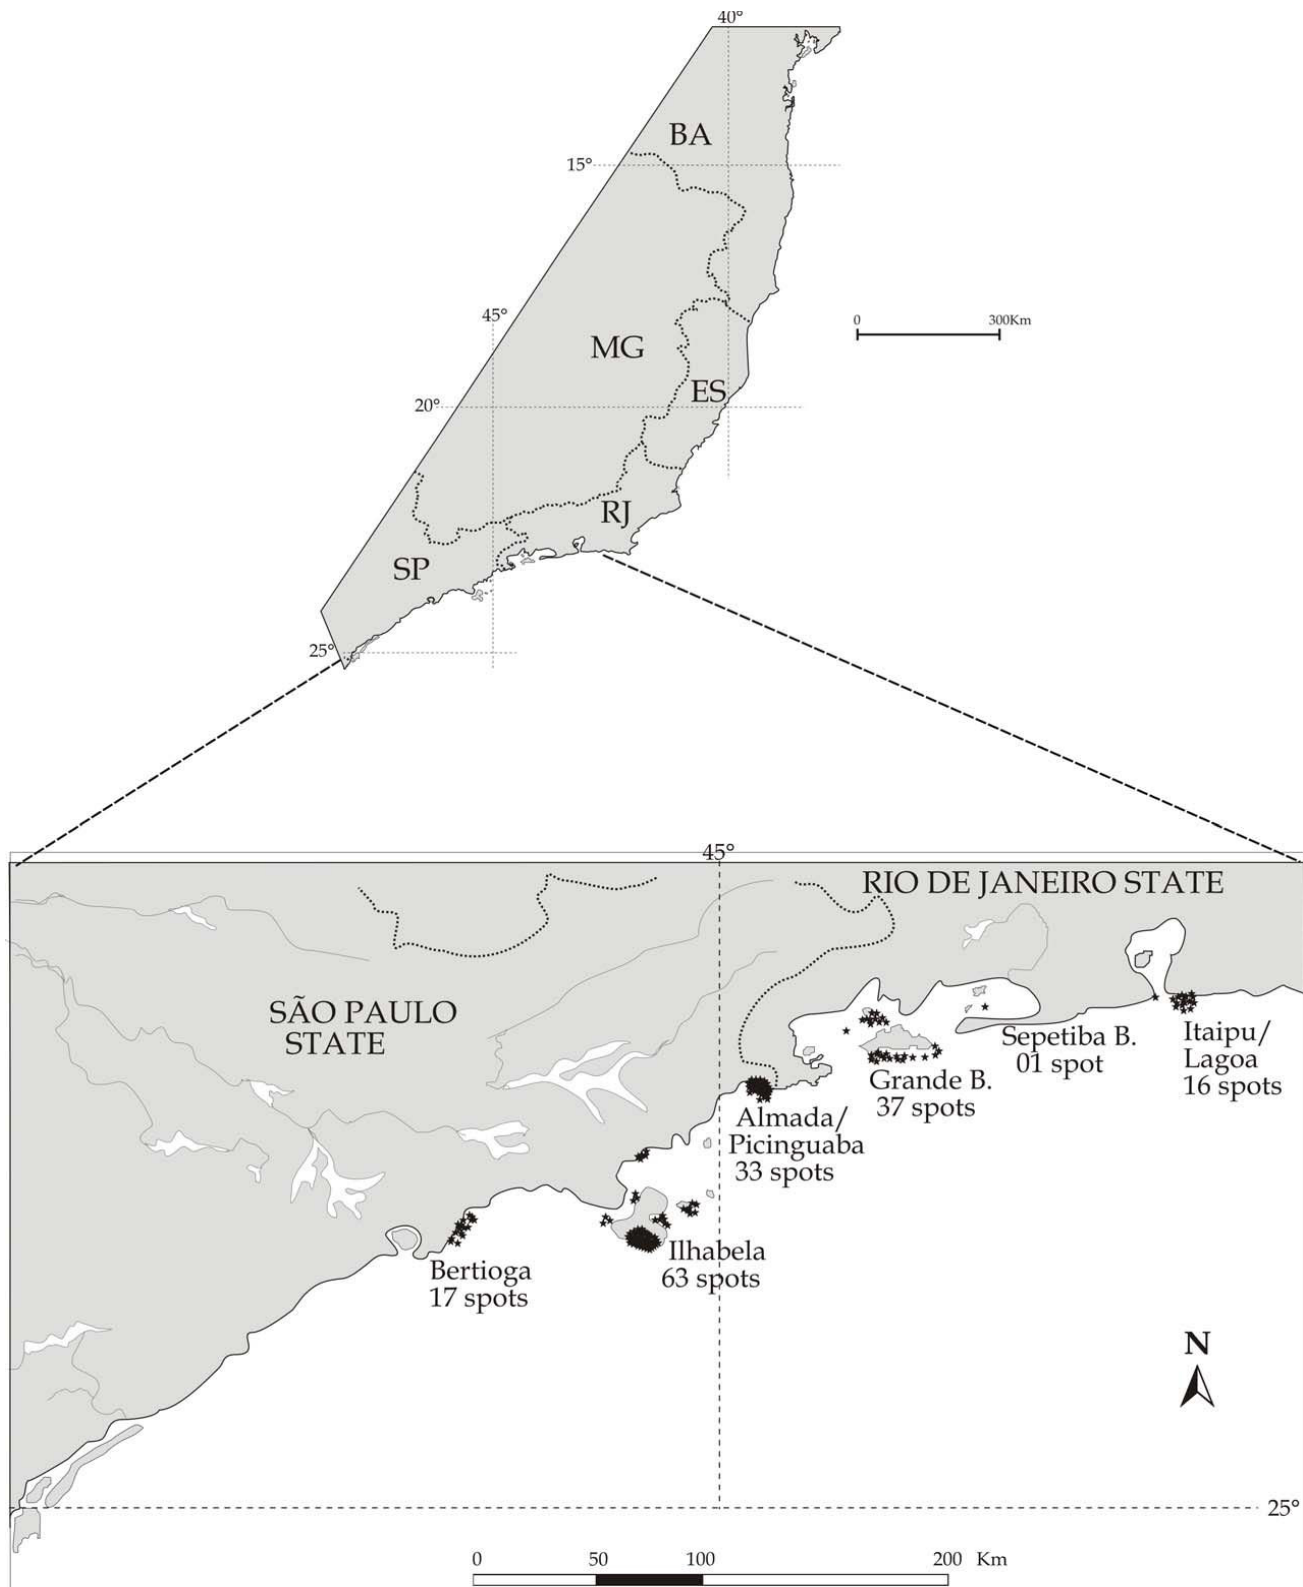 40°
BA
15°
45°
0 300Km
MG
ES
20°
RJ
SP
25°
45°
RIO DE JANEIRO STATE
SÃO PAULO
STATE
Sepetiba B.
01 spot
Itaipu/
Lagoa
16 spots
Grande B.
37 spots
Almada/
Picinguaba
33 spots
Ilhabela
63 spots
Bertioga
17 spots
N
25°
0 50 100 200 Km